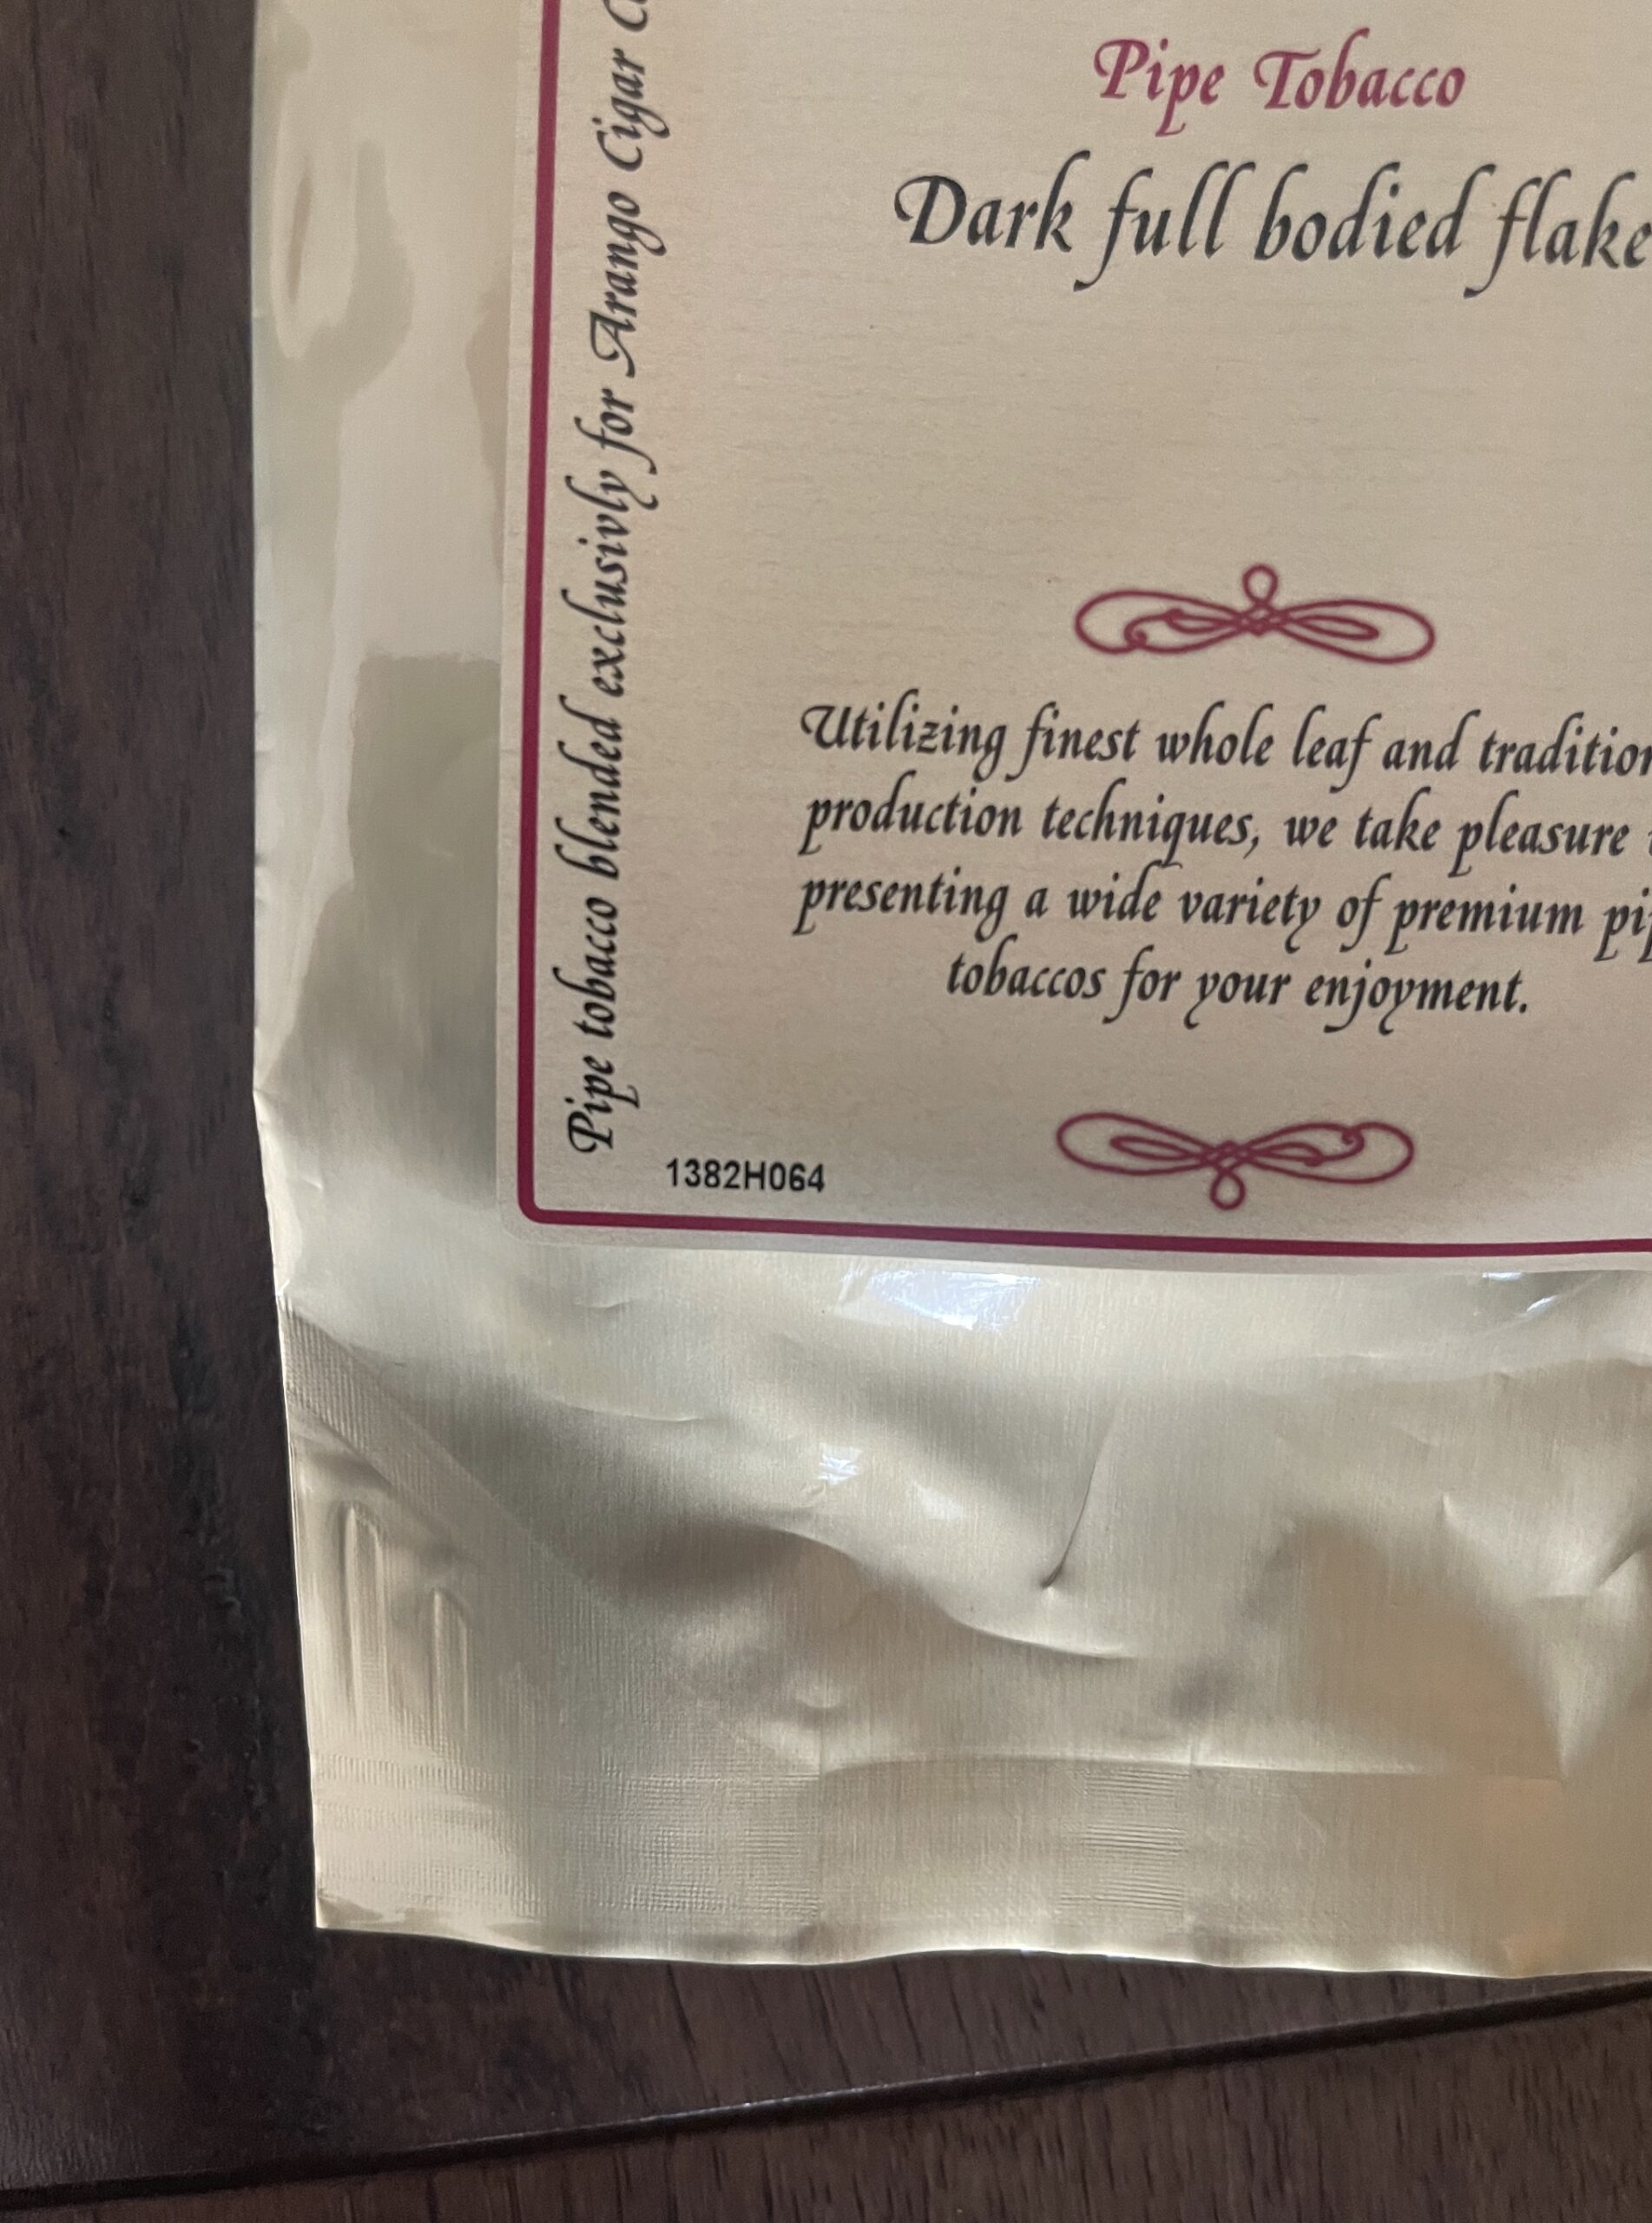 Pipe Tobacco
Dark full bodied flake
Utilizing finest whole leaf and
production techniques, we take pleasure
presenting a wide variety of premium
tobaccos for your enjoyment.
Pipe tobacco blended exclusivly for Arango Cigar
1382H064